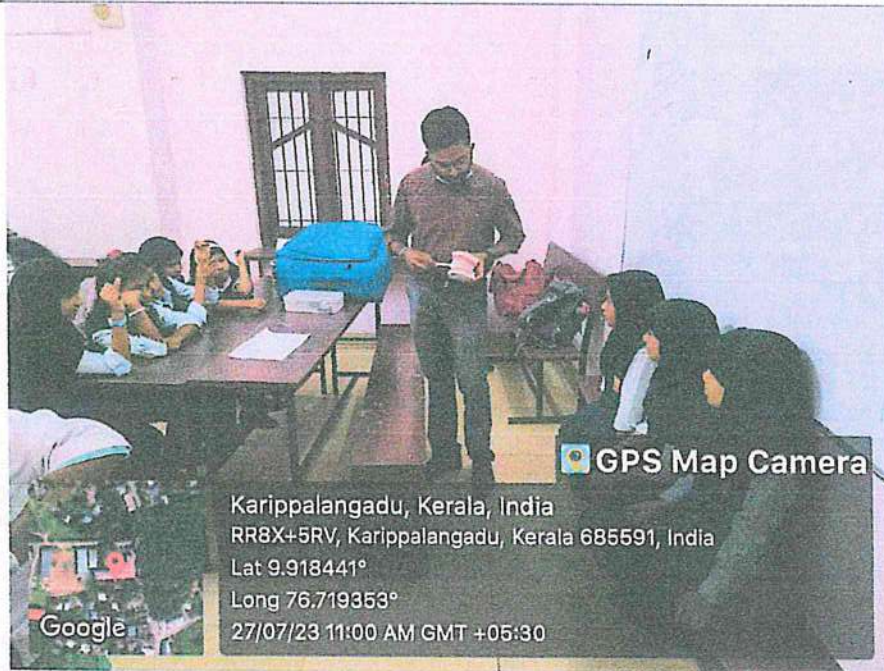 GPS Map Camera
Karippalangadu, Kerala, India
RR8X+5RV, Karippalangadu, Kerala 685591, India
Lat 9.918441°
Long 76.719353°
27/07/23 11:00 AM GMT +05:30
Google